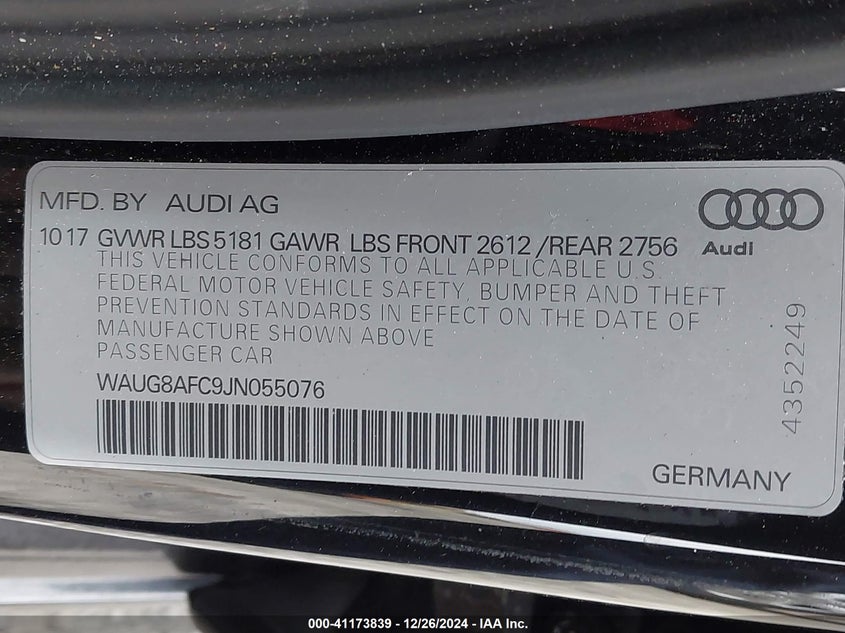 MFD. BY AUDI AG
Audi
1017 GVWR LBS 5181 GAWR LBS FRONT 2612 /REAR 2756
THIS VEHICLE CONFORMS TO ALL APPLICABLE U.S.
FEDERAL MOTOR VEHICLE SAFETY, BUMPER AND THEFT
PREVENTION STANDARDS IN EFFECT ON THE DATE OF
MANUFACTURE SHOWN ABOVE
PASSENGER CAR
WAUG8AFC9JN055076
4352249
GERMANY
000-41173839 - 12/26/2024 - IAA Inc.